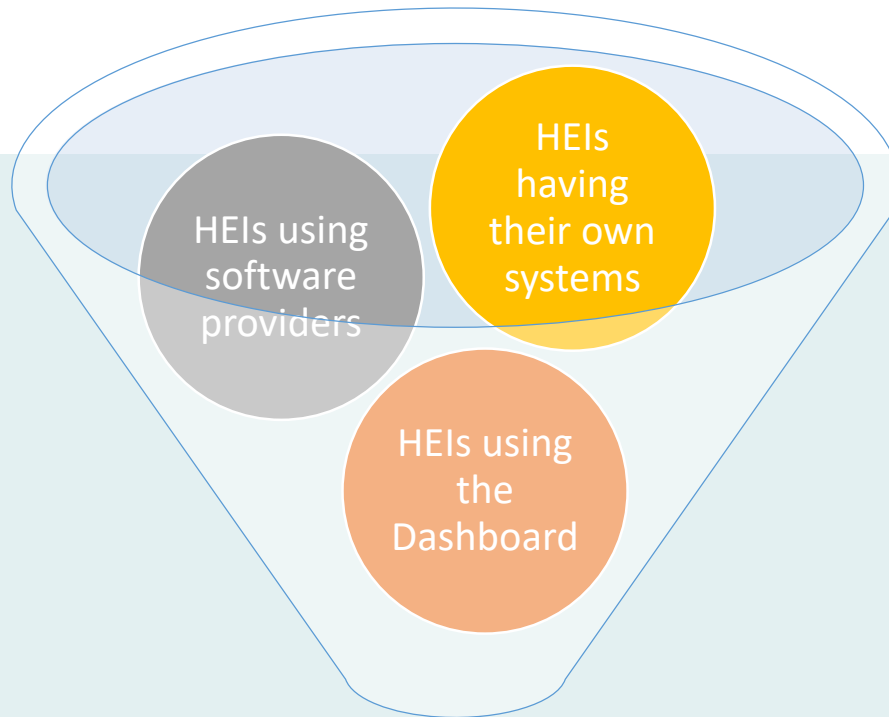 HEIs using
software
providers
HEIs
having
their own
systems
HEIs using
the
Dashboard